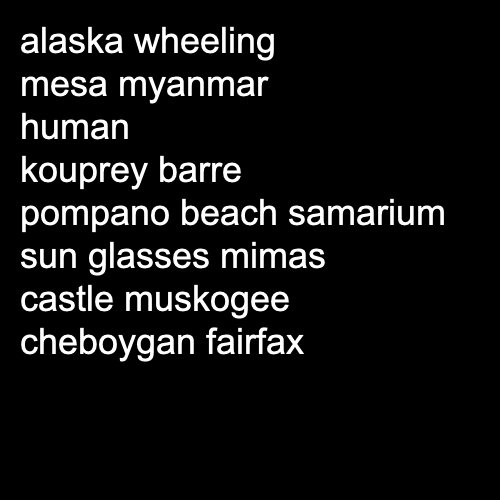 alaska wheeling
mesa myanmar
human
kouprey barre
pompano beach samarium
sun glasses mimas
castle muskogee
cheboygan fairfax